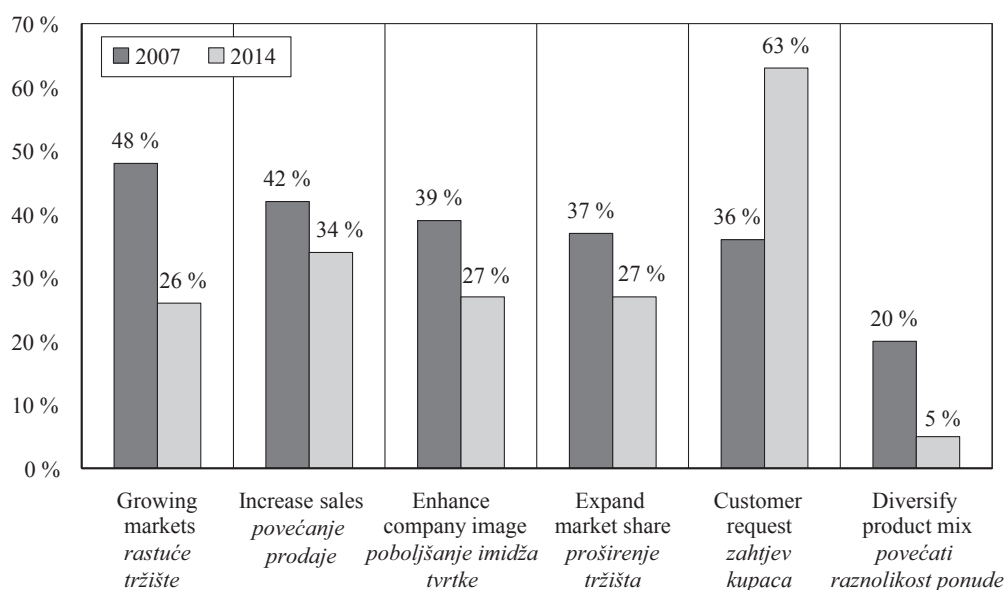 70 %
2007 2014
63 %
60 %
50 %
48 %
42 %
39 %
40 %
37 %
36 %
34 %
30 %
26 %
27 %
27 %
20 %
20 %
10 %
5 %
0 %
Growing
markets
rastuće
tržište
Increase sales
povećanje
prodaje
Enhance
company image
poboljšanje imidža
tvrtke
Expand
market share
proširenje
tržišta
Customer
request
zahtjev
kupaca
Diversify
product mix
povećati
raznolikost ponude